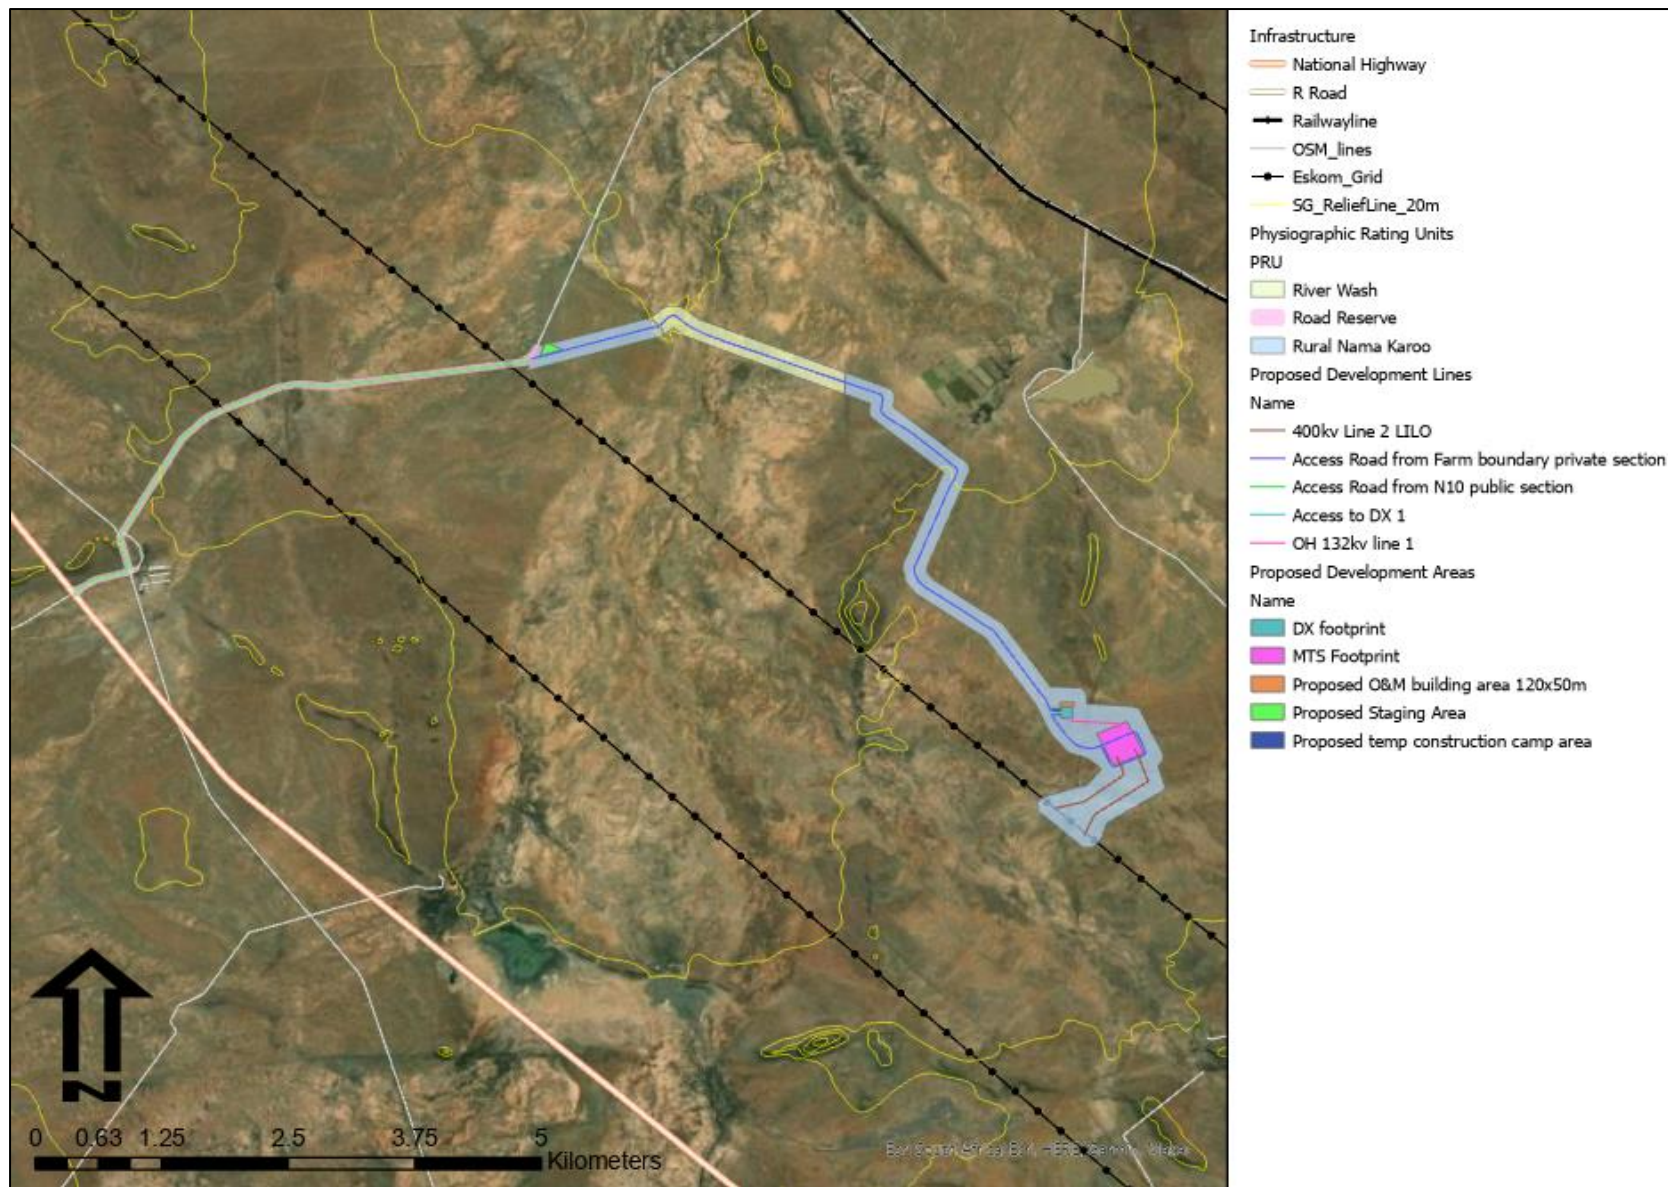 Infrastructure
National Highway
R Road
Railwayline
OSM_lines
Eskom_Grid
SG_ReliefLine_20m
Physiographic Rating Units
PRU
River Wash
Road Reserve
Rural Nama Karoo
Proposed Development Lines
Name
400kv Line 2 LILO
Access Road from Farm boundary private section
Access Road from N10 public section
Access to DX 1
OH 132kv line 1
Proposed Development Areas
Name
DX footprint
MTS Footprint
Proposed O&M building area 120x50m
Proposed Staging Area
Proposed temp construction camp area
N
0 0.63 1.25 2.5 3.75 5
Kilometers